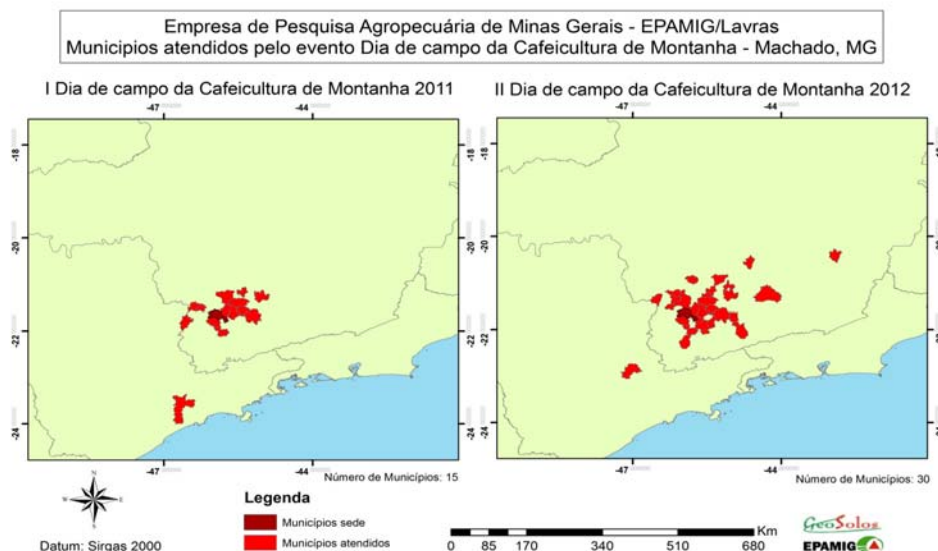 Empresa de Pesquisa Agropecuária de Minas Gerais - EPAMIG/Lavras
Municipios atendidos pelo evento Dia de campo da Cafeicultura de Montanha - Machado, MG
I Dia de campo da Cafeicultura de Montanha 2011
-47
-44
-18
-20
-22
-24
-47
-44
Número de Municípios: 15
II Dia de campo da Cafeicultura de Montanha 2012
-47
-44
-18
-20
-22
-24
-47
-44
Número de Municípios: 30
N
W
E
S
Datum: Sirgas 2000
Legenda
Municípios sede
Municípios atendidos
Km
0 85 170 340 510 680
GeoSolos
EPAMIG